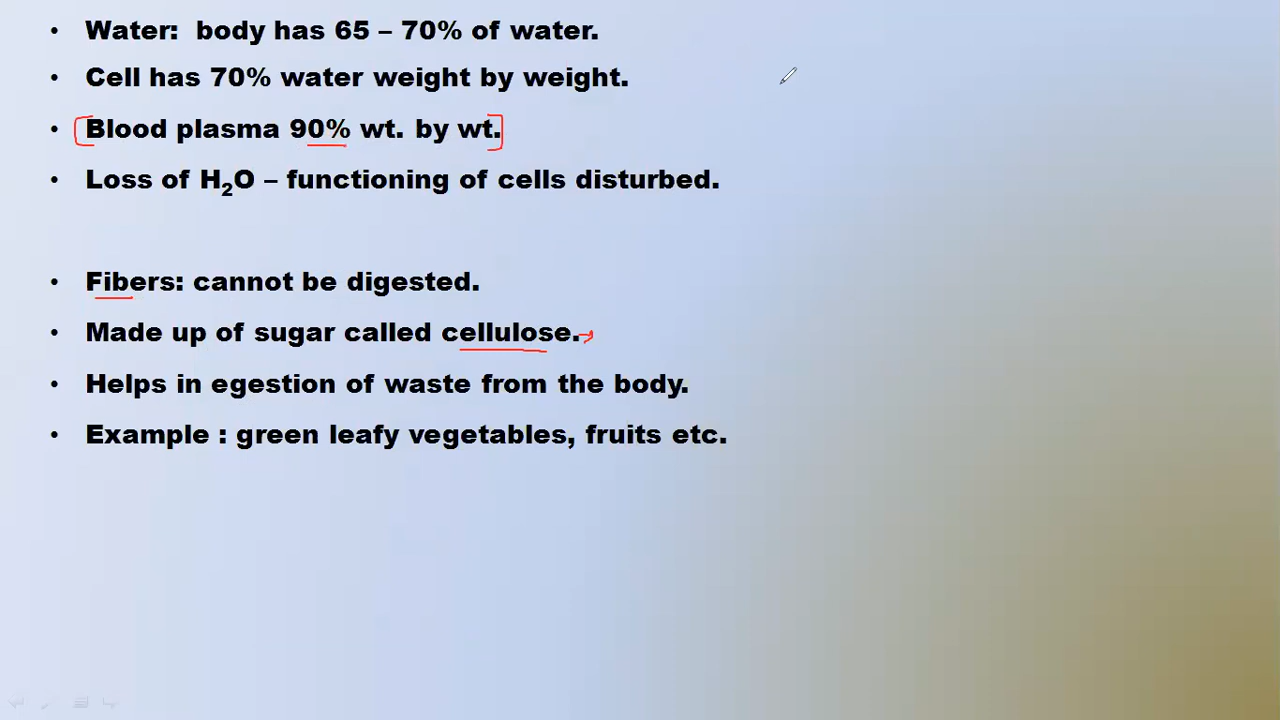 • Water: body has 65 – 70% of water.
• Cell has 70% water weight by weight.
• Blood plasma 90% wt. by wt.
• Loss of H₂O – functioning of cells disturbed.
• Fibers: cannot be digested.
• Made up of sugar called cellulose.
• Helps in egestion of waste from the body.
• Example : green leafy vegetables, fruits etc.